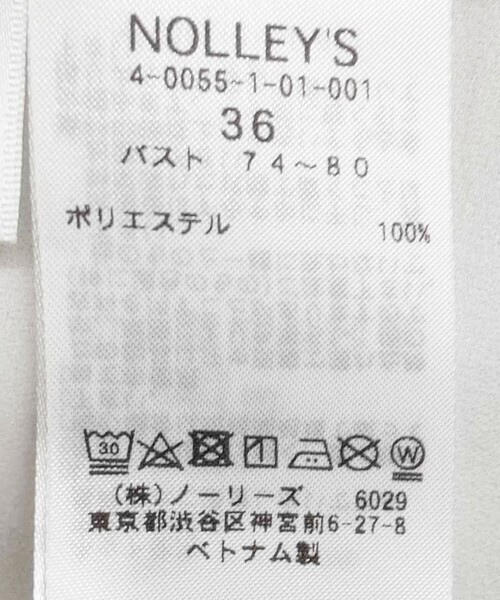 NOLLEY'S
4-0055-1-01-001
36
バスト 74~80
ポリエステル 100%
30 W
(株)ノーリーズ 6029
東京都渋谷区神宮前6-27-8
ベトナム製